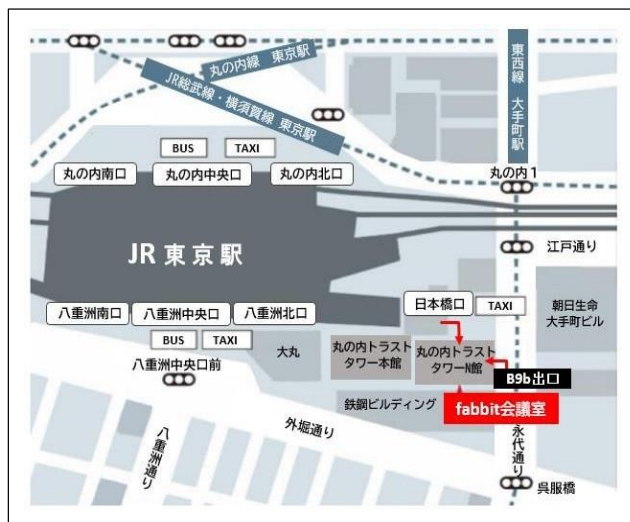 東西線 大手町駅
丸の内線 東京駅
JR総武線・横須賀線 東京駅
BUS
TAXI
丸の内南口
丸の内中央口
丸の内北口
丸の内1
JR 東京駅
江戸通り
八重洲南口
八重洲中央口
八重洲北口
日本橋口
TAXI
朝日生命
大手町ビル
BUS
TAXI
八重洲中央口前
大丸
丸の内トラスト
タワー本館
丸の内トラスト
タワーN館
B9b出口
鉄鋼ビルディング
fabbit会議室
外堀通り
八重洲通り
永代通り
呉服橋